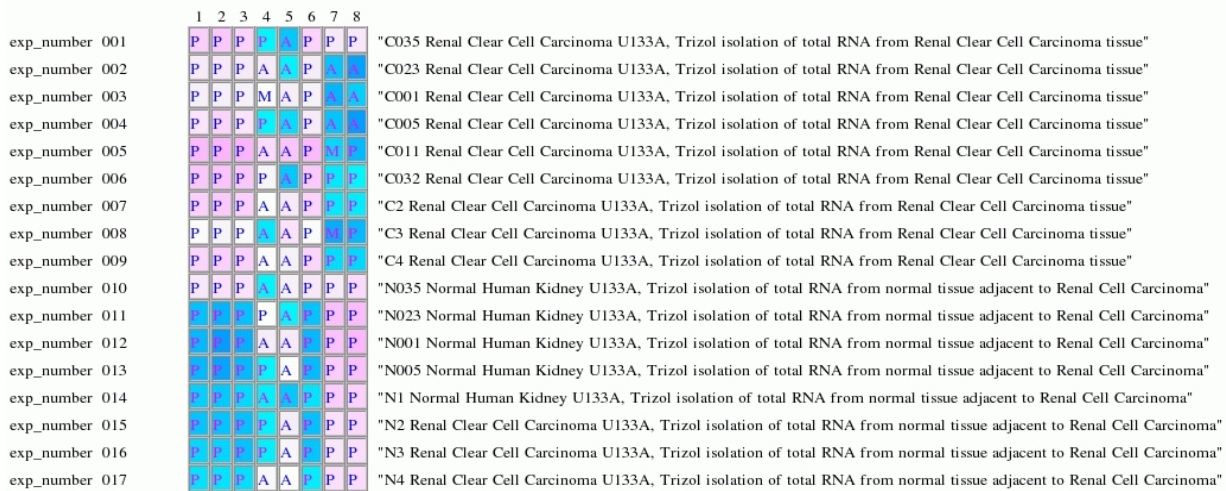 1 2 3 4 5 6 7 8
exp_number 001 P P P P A P P P "C035 Renal Clear Cell Carcinoma U133A, Trizol isolation of total RNA from Renal Clear Cell Carcinoma tissue"
exp_number 002 P P P A A P A A "C023 Renal Clear Cell Carcinoma U133A, Trizol isolation of total RNA from Renal Clear Cell Carcinoma tissue"
exp_number 003 P P P M A P A A "C001 Renal Clear Cell Carcinoma U133A, Trizol isolation of total RNA from Renal Clear Cell Carcinoma tissue"
exp_number 004 P P P P A P A A "C005 Renal Clear Cell Carcinoma U133A, Trizol isolation of total RNA from Renal Clear Cell Carcinoma tissue"
exp_number 005 P P P A A P M P "C011 Renal Clear Cell Carcinoma U133A, Trizol isolation of total RNA from Renal Clear Cell Carcinoma tissue"
exp_number 006 P P P P A P P P "C032 Renal Clear Cell Carcinoma U133A, Trizol isolation of total RNA from Renal Clear Cell Carcinoma tissue"
exp_number 007 P P P A A P P P "C2 Renal Clear Cell Carcinoma U133A, Trizol isolation of total RNA from Renal Clear Cell Carcinoma tissue"
exp_number 008 P P P A A P M P "C3 Renal Clear Cell Carcinoma U133A, Trizol isolation of total RNA from Renal Clear Cell Carcinoma tissue"
exp_number 009 P P P A A P P P "C4 Renal Clear Cell Carcinoma U133A, Trizol isolation of total RNA from Renal Clear Cell Carcinoma tissue"
exp_number 010 P P P A A P P P "N035 Normal Human Kidney U133A, Trizol isolation of total RNA from normal tissue adjacent to Renal Cell Carcinoma"
exp_number 011 P P P P A P P P "N023 Normal Human Kidney U133A, Trizol isolation of total RNA from normal tissue adjacent to Renal Cell Carcinoma"
exp_number 012 P P P A A P P P "N001 Normal Human Kidney U133A, Trizol isolation of total RNA from normal tissue adjacent to Renal Cell Carcinoma"
exp_number 013 P P P P A P P P "N005 Normal Human Kidney U133A, Trizol isolation of total RNA from normal tissue adjacent to Renal Cell Carcinoma"
exp_number 014 P P P A A P P P "N1 Normal Human Kidney U133A, Trizol isolation of total RNA from normal tissue adjacent to Renal Cell Carcinoma"
exp_number 015 P P P P A P P P "N2 Renal Clear Cell Carcinoma U133A, Trizol isolation of total RNA from normal tissue adjacent to Renal Cell Carcinoma"
exp_number 016 P P P P A P P P "N3 Renal Clear Cell Carcinoma U133A, Trizol isolation of total RNA from normal tissue adjacent to Renal Cell Carcinoma"
exp_number 017 P P P A A P P P "N4 Renal Clear Cell Carcinoma U133A, Trizol isolation of total RNA from normal tissue adjacent to Renal Cell Carcinoma"